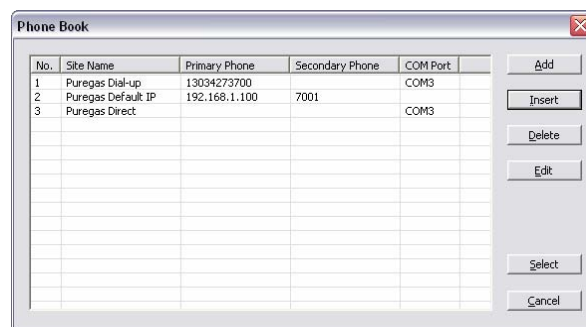 Phone Book
No. Site Name Primary Phone Secondary Phone COM Port
1 Puregas Dial-up 13034273700 COM3
2 Puregas Default IP 192.168.1.100 7001
3 Puregas Direct COM3
Add
Insert
Delete
Edit
Select
Cancel